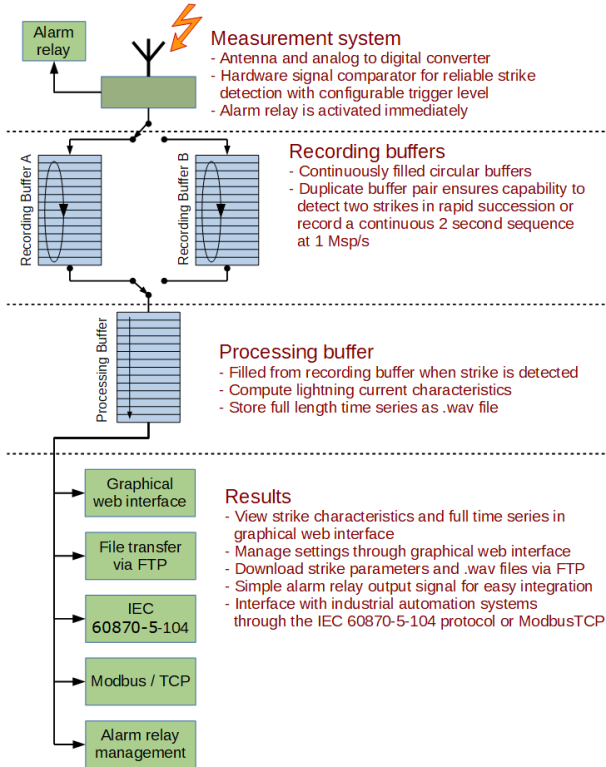 Alarm
relay
Measurement system
- Antenna and analog to digital converter
- Hardware signal comparator for reliable strike
detection with configurable trigger level
- Alarm relay is activated immediately
Recording Buffer A
Recording Buffer B
Recording buffers
- Continuously filled circular buffers
- Duplicate buffer pair ensures capability to
detect two strikes in rapid succession or
record a continuous 2 second sequence
at 1 Msp/s
Processing Buffer
Processing buffer
- Filled from recording buffer when strike is detected
- Compute lightning current characteristics
- Store full length time series as .wav file
Graphical
web interface
File transfer
via FTP
IEC
60870-5-104
Modbus / TCP
Alarm relay
management
Results
- View strike characteristics and full time series in
graphical web interface
- Manage settings through graphical web interface
- Download strike parameters and .wav files via FTP
- Simple alarm relay output signal for easy integration
- Interface with industrial automation systems
through the IEC 60870-5-104 protocol or ModbusTCP